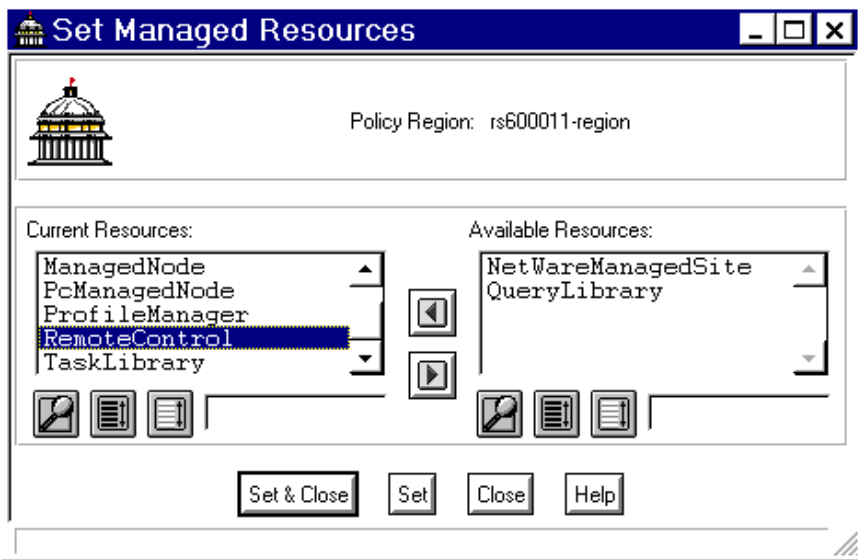 Set Managed Resources
Policy Region: rs600011-region
Current Resources:
ManagedNode
PcManagedNode
ProfileManager
RemoteControl
TaskLibrary
Available Resources:
NetWareManagedSite
QueryLibrary
Set & Close
Set
Close
Help